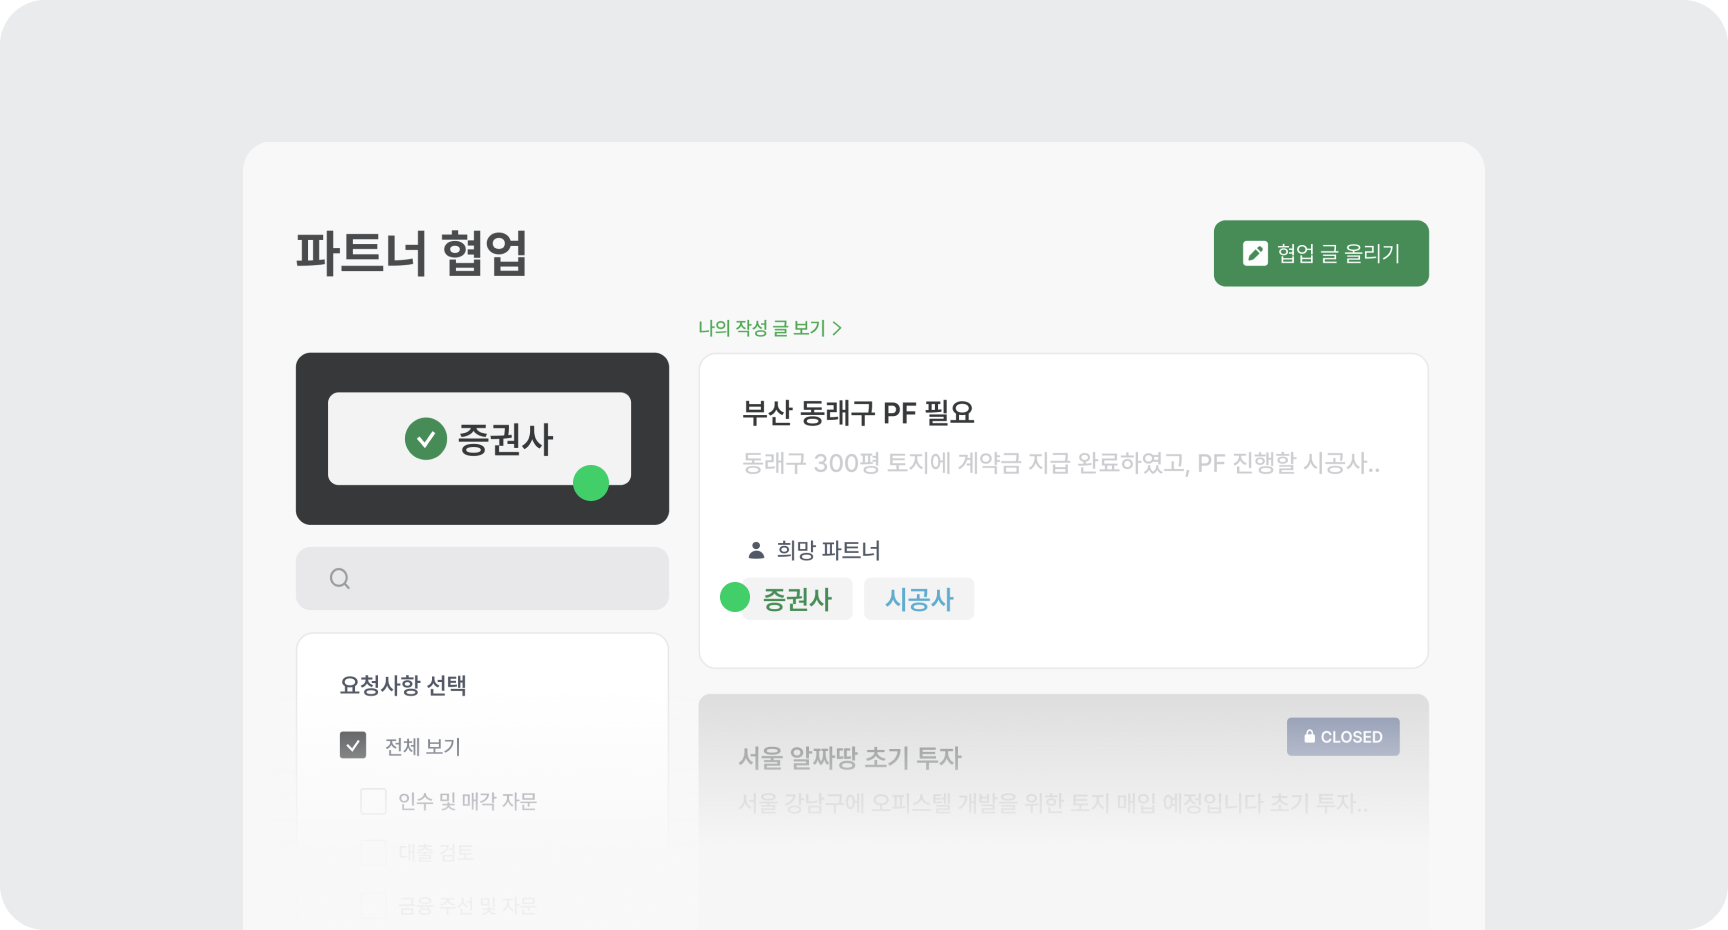 파트너 협업
협업 글 올리기
나의 작성 글 보기
증권사
요청사항 선택
전체 보기
인수 및 매각 자문
대출 검토
금융 주선 및 자문
부산 동래구 PF 필요
동래구 300평 토지에 계약금 지급 완료하였고, PF 진행할 시공사..
희망 파트너
증권사
시공사
CLOSED
서울 알짜땅 초기 투자
서울 강남구에 오피스텔 개발을 위한 토지 매입 예정입니다 초기 투자..